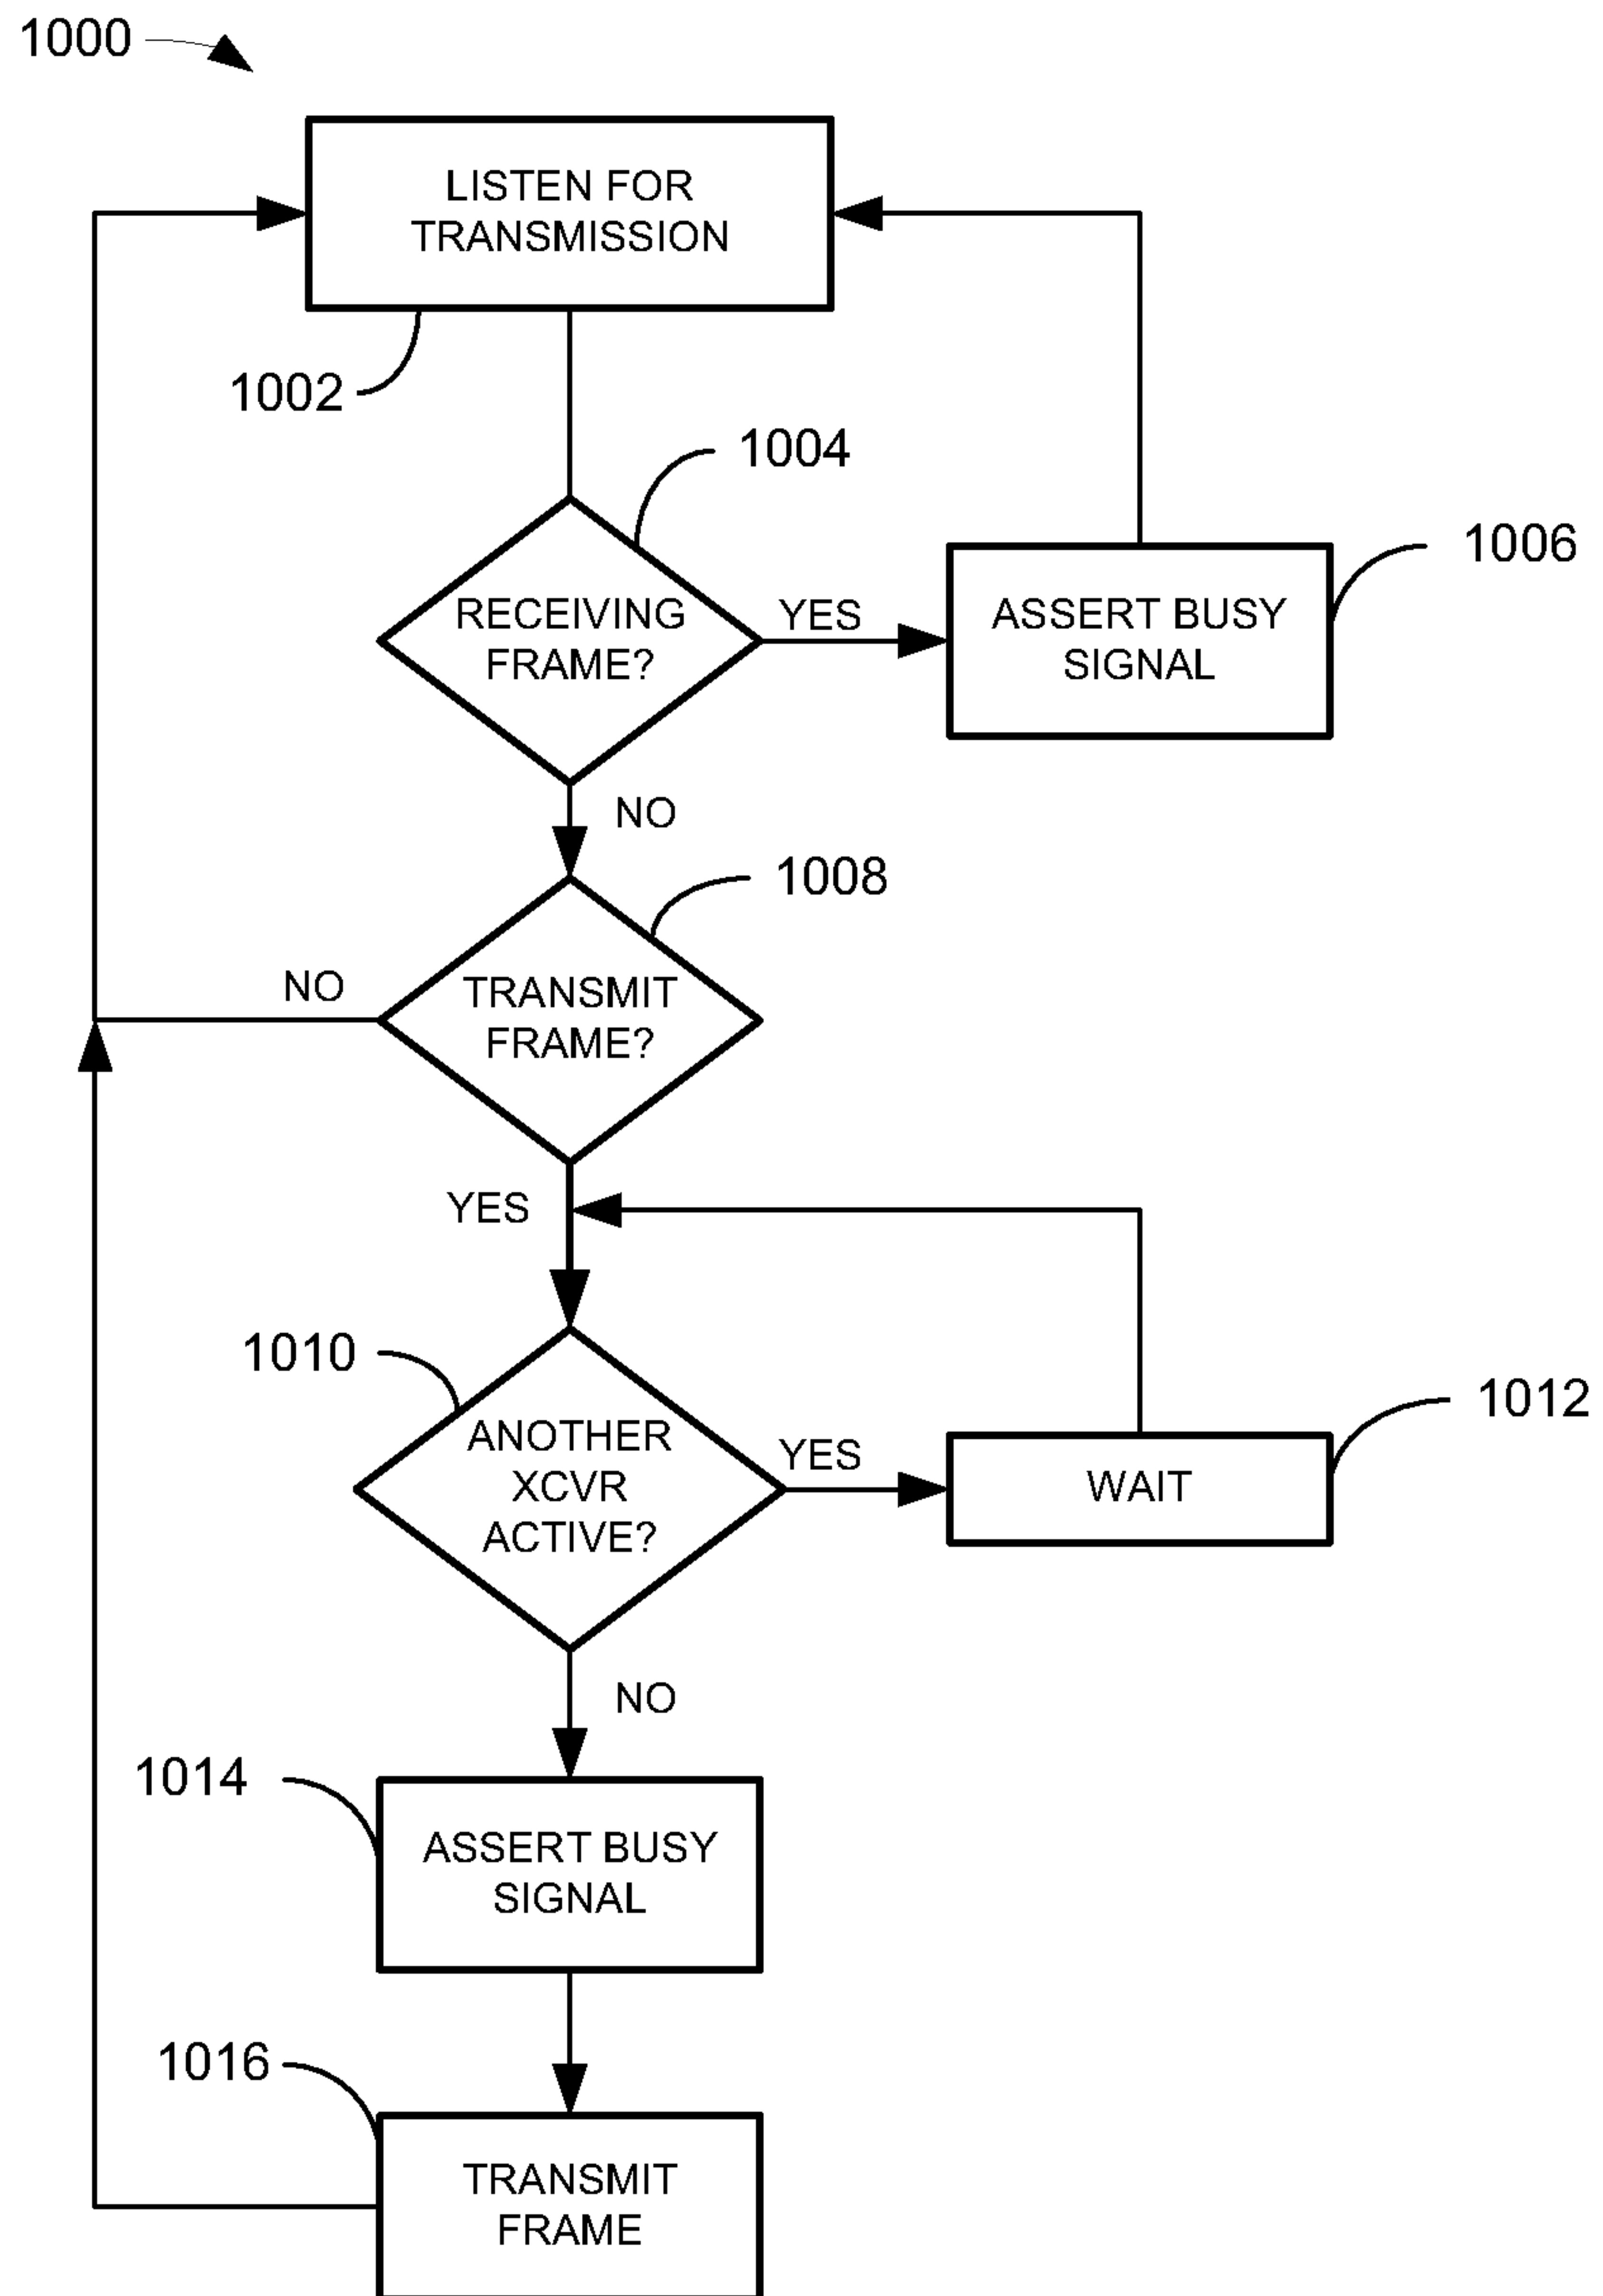 1000
LISTEN FOR
TRANSMISSION
1002
1004
RECEIVING
FRAME?
YES
ASSERT BUSY
SIGNAL
1006
NO
1008
TRANSMIT
FRAME?
NO
YES
1010
ANOTHER
XCVR
ACTIVE?
YES
WAIT
1012
NO
1014
ASSERT BUSY
SIGNAL
1016
TRANSMIT
FRAME